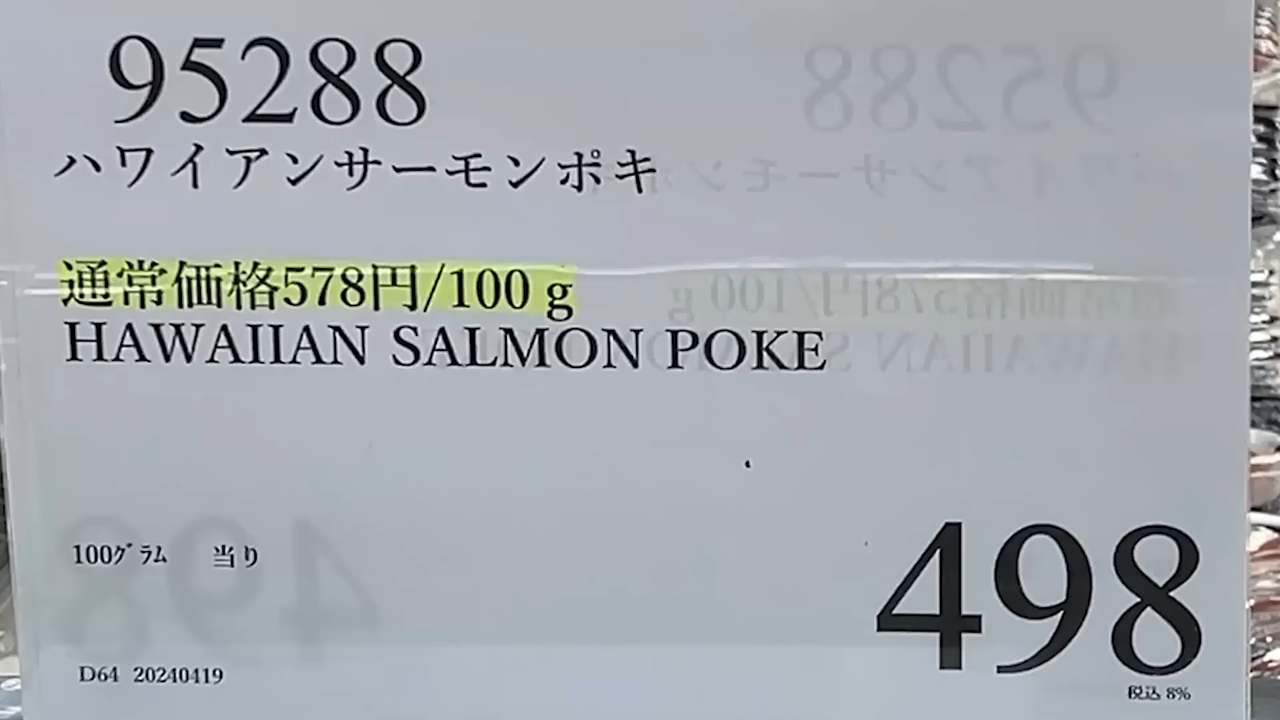 95288
ハワイアンサーモンポキ
通常価格578円/100g
HAWAIIAN SALMON POKE
100グラム 当り
498
税込 8%
D64 20240419